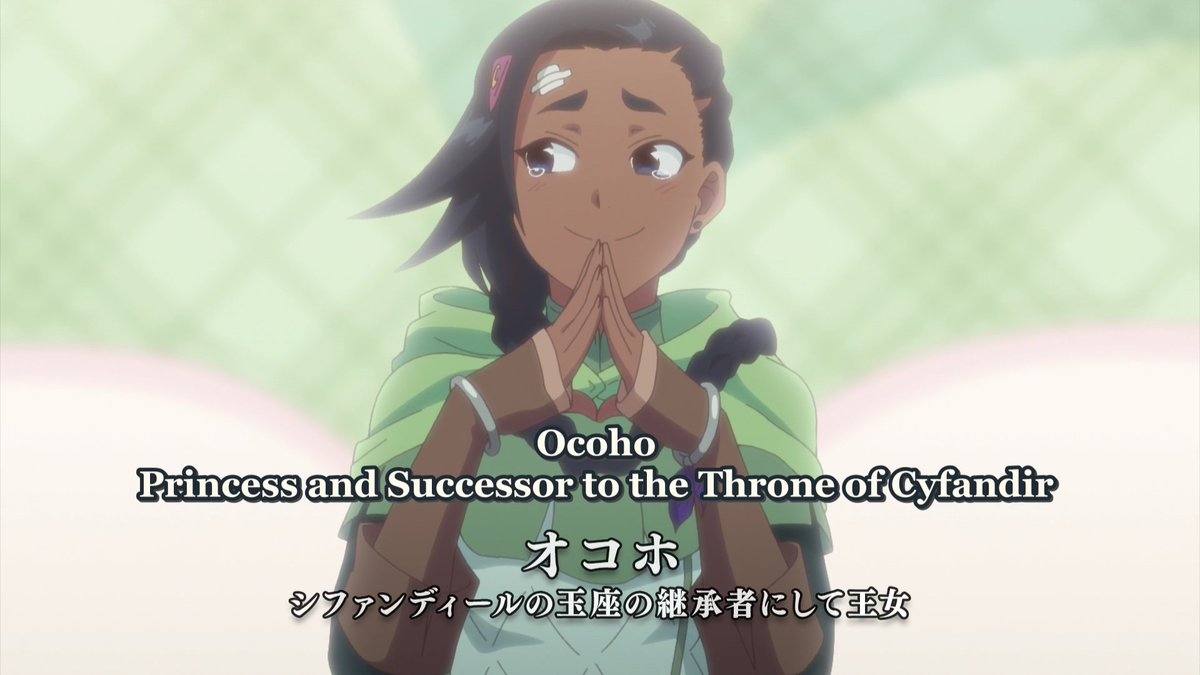 Ocoho
Princess and Successor to the Throne of Cyfandir
オコホ
シファンディールの玉座の継承者にして王女